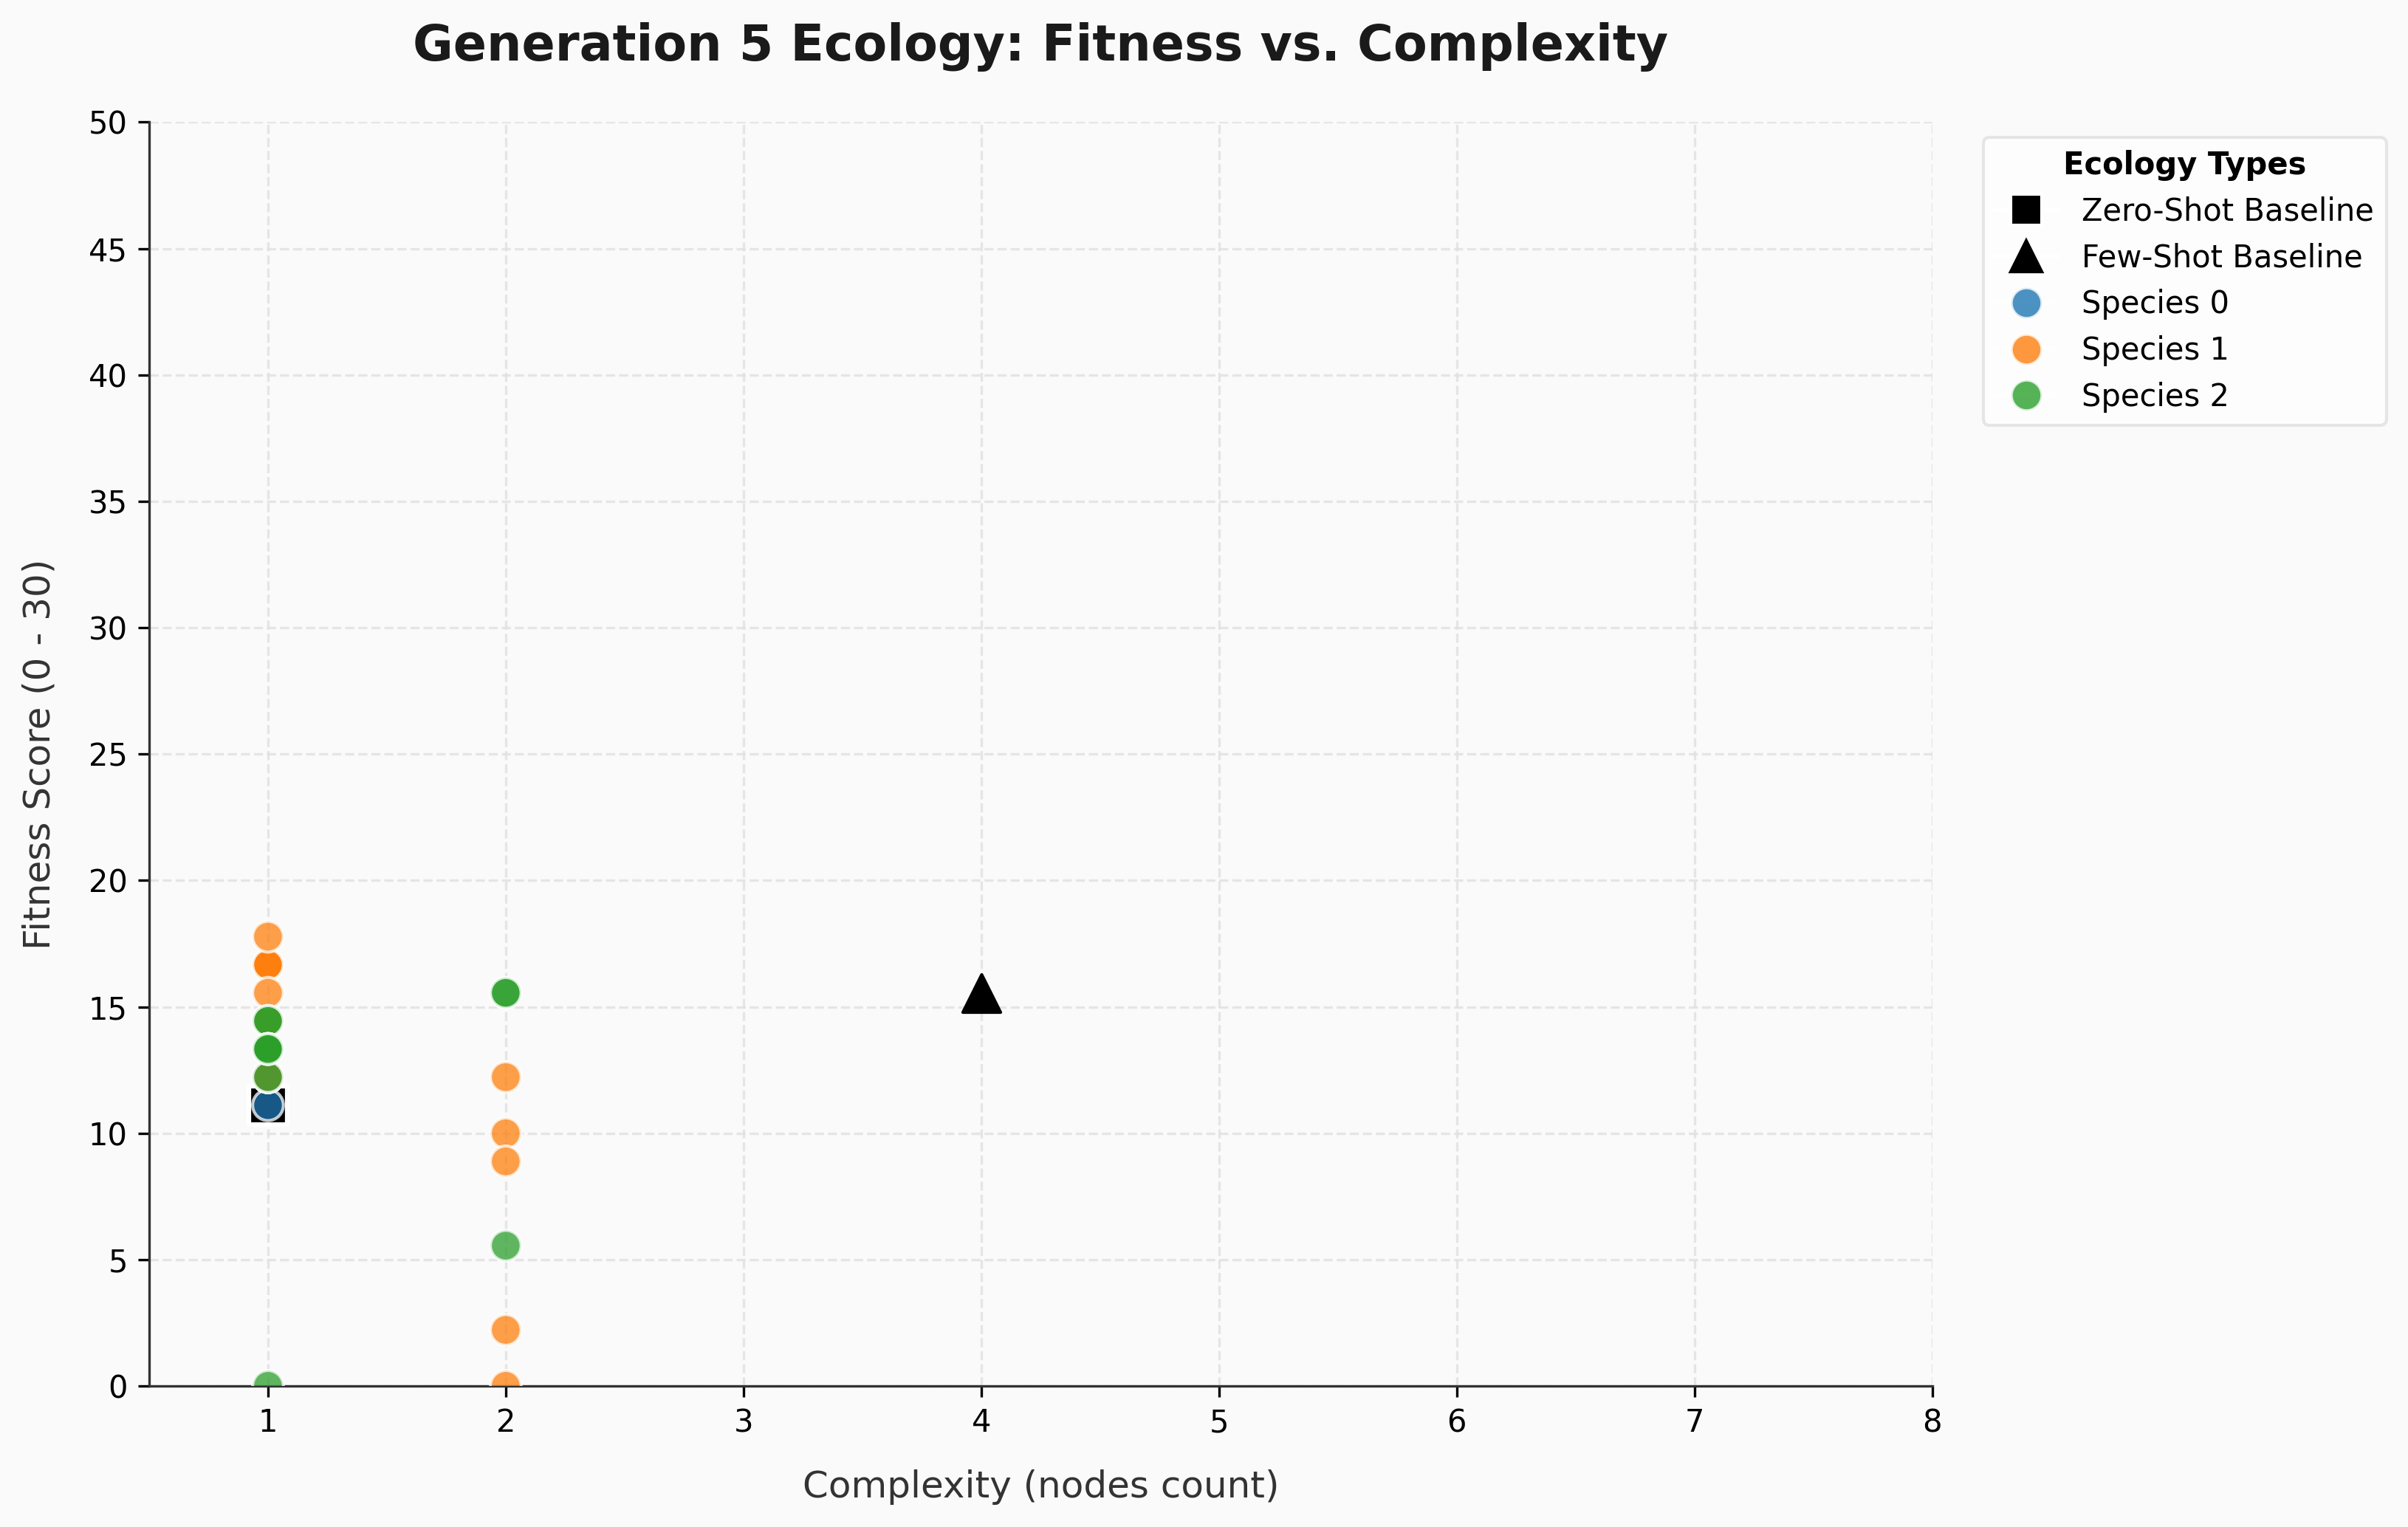 Generation 5 Ecology: Fitness vs. Complexity
50
45
40
35
30
25
20
15
10
5
0
Fitness Score (0 - 30)
1 2 3 4 5 6 7 8
Complexity (nodes count)
Ecology Types
Zero-Shot Baseline
Few-Shot Baseline
Species 0
Species 1
Species 2